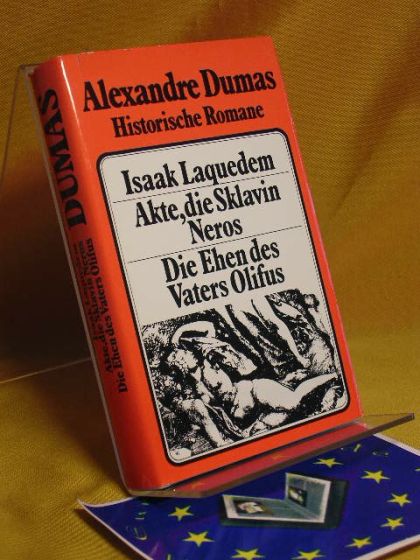 Alexandre Dumas
Historische Romane
Isaak Laquedem
Akte, die Sklavin
Neros
Die Ehen des
Vaters Olifus
DUMAS
Isaak Laquedem
Akte, die Sklavin Neros
Die Ehen des Vaters Olifus